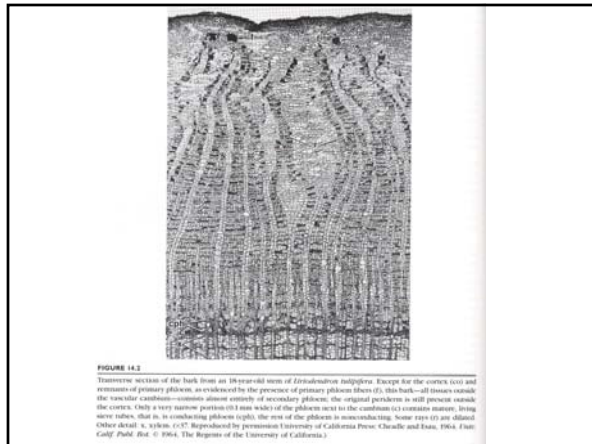 cph
FIGURE 14.2
Transverse section of the bark from an 18-year-old stem of Liriodendron tulipifera. Except for the cortex (co) and
remnants of primary phloem, as evidenced by the presence of primary phloem fibers (f), this bark—all tissues outside
the vascular cambium—consists almost entirely of secondary phloem; the original periderm is still present outside
the cortex. Only a very narrow portion (0.1 mm wide) of the phloem next to the cambium (c) contains mature, living
sieve tubes, that is, is conducting phloem (cph); the rest of the phloem is nonconducting. Some rays (r) are dilated.
Other detail: x, xylem. (×37. Reproduced by permission University of California Press: Cheadle and Esau, 1964. Univ.
Calif. Publ. Bot. © 1964, The Regents of the University of California.)